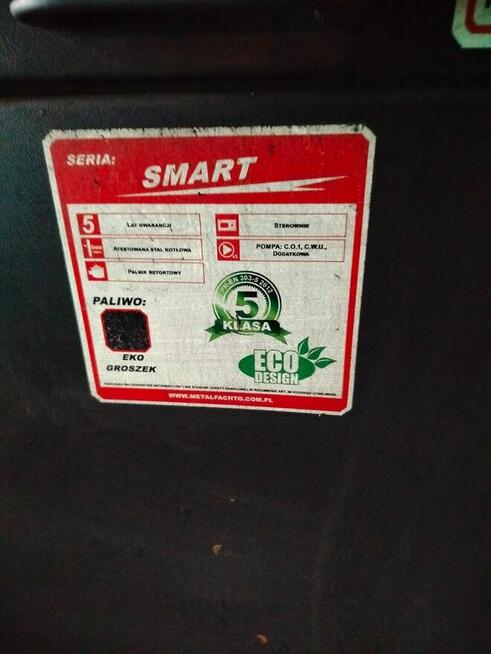 SERIA:
SMART
5 LAT GWARANCJI
STEROWNIK
ATESTOWANA STAL KOTŁOWA
POMPA: C.O.1, C.W.U.,
DODATKOWA
PALNIK RETORTOWY
PALIWO:
PN-EN 303-5 2012
5
KLASA
EKO
GROSZEK
ECO
DESIGN
WWW.METALFACHTG.COM.PL